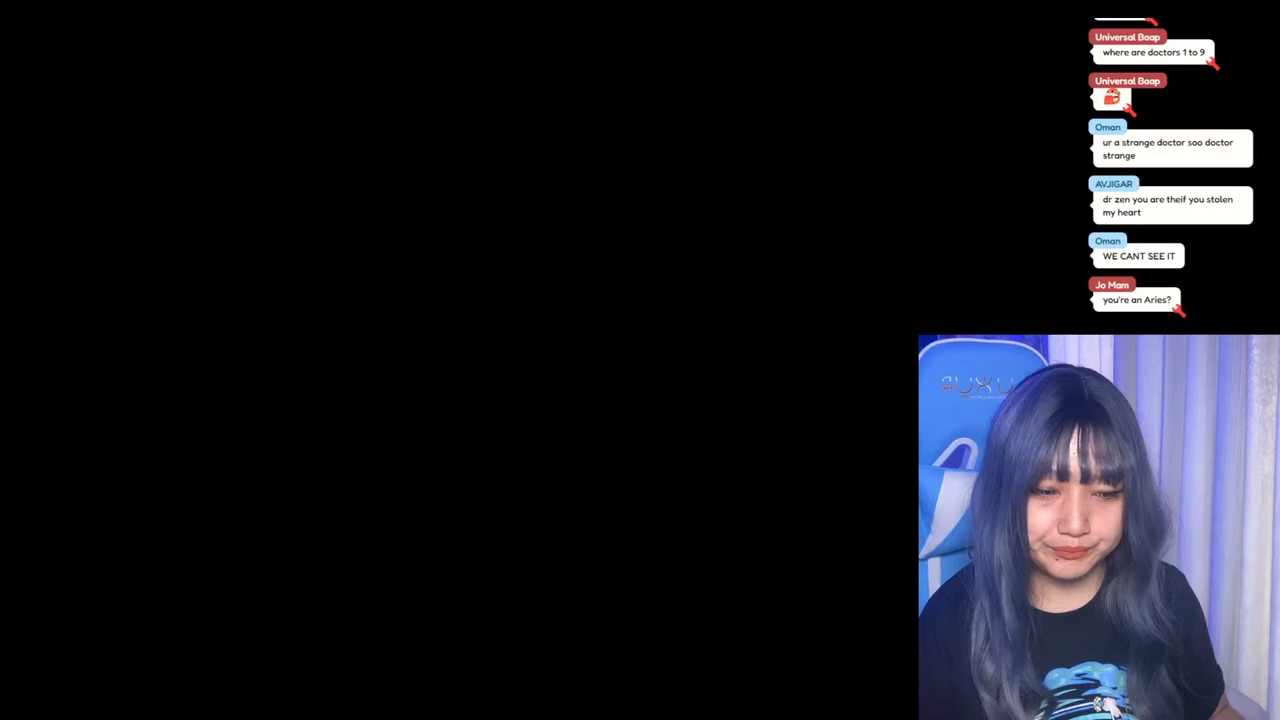 Universal Baap
where are doctors 1 to 9
Universal Baap
Oman
ur a strange doctor soo doctor
strange
AVJIGAR
dr zen you are theif you stolen
my heart
Oman
WE CANT SEE IT
Jo Mam
you're an Aries?